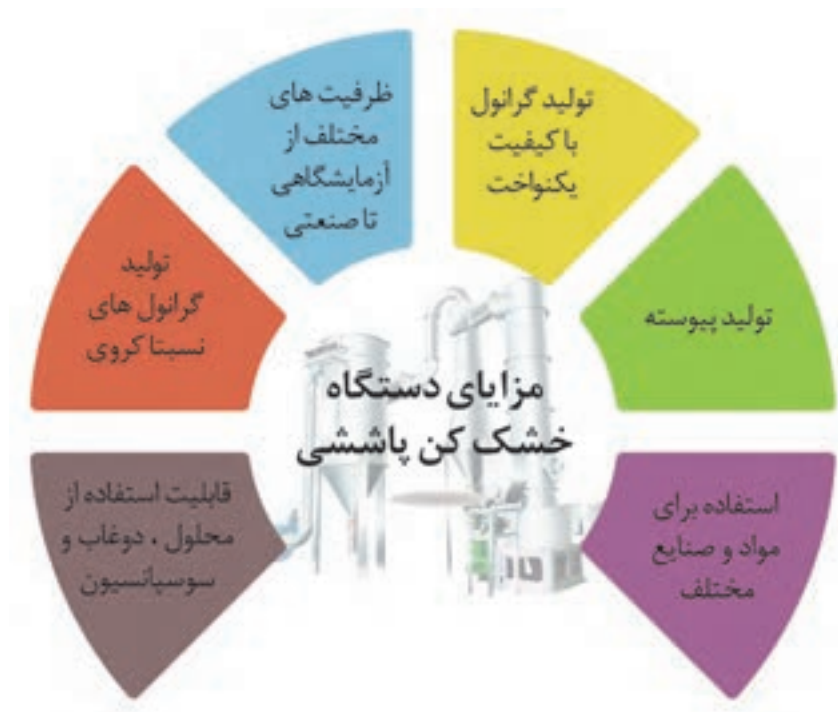 مزایای دستگاه
خشک کن پاششی
استفاده برای
مواد و صنایع
مختلف
تولید پیوسته
تولید گرانول
با کیفیت
یکنواخت
ظرفیت های
مختلف از
آزمایشگاهی
تا صنعتی
تولید
گرانول های
نسبتا کروی
قابلیت استفاده از
محلول ، دوغاب و
سوسپانسیون